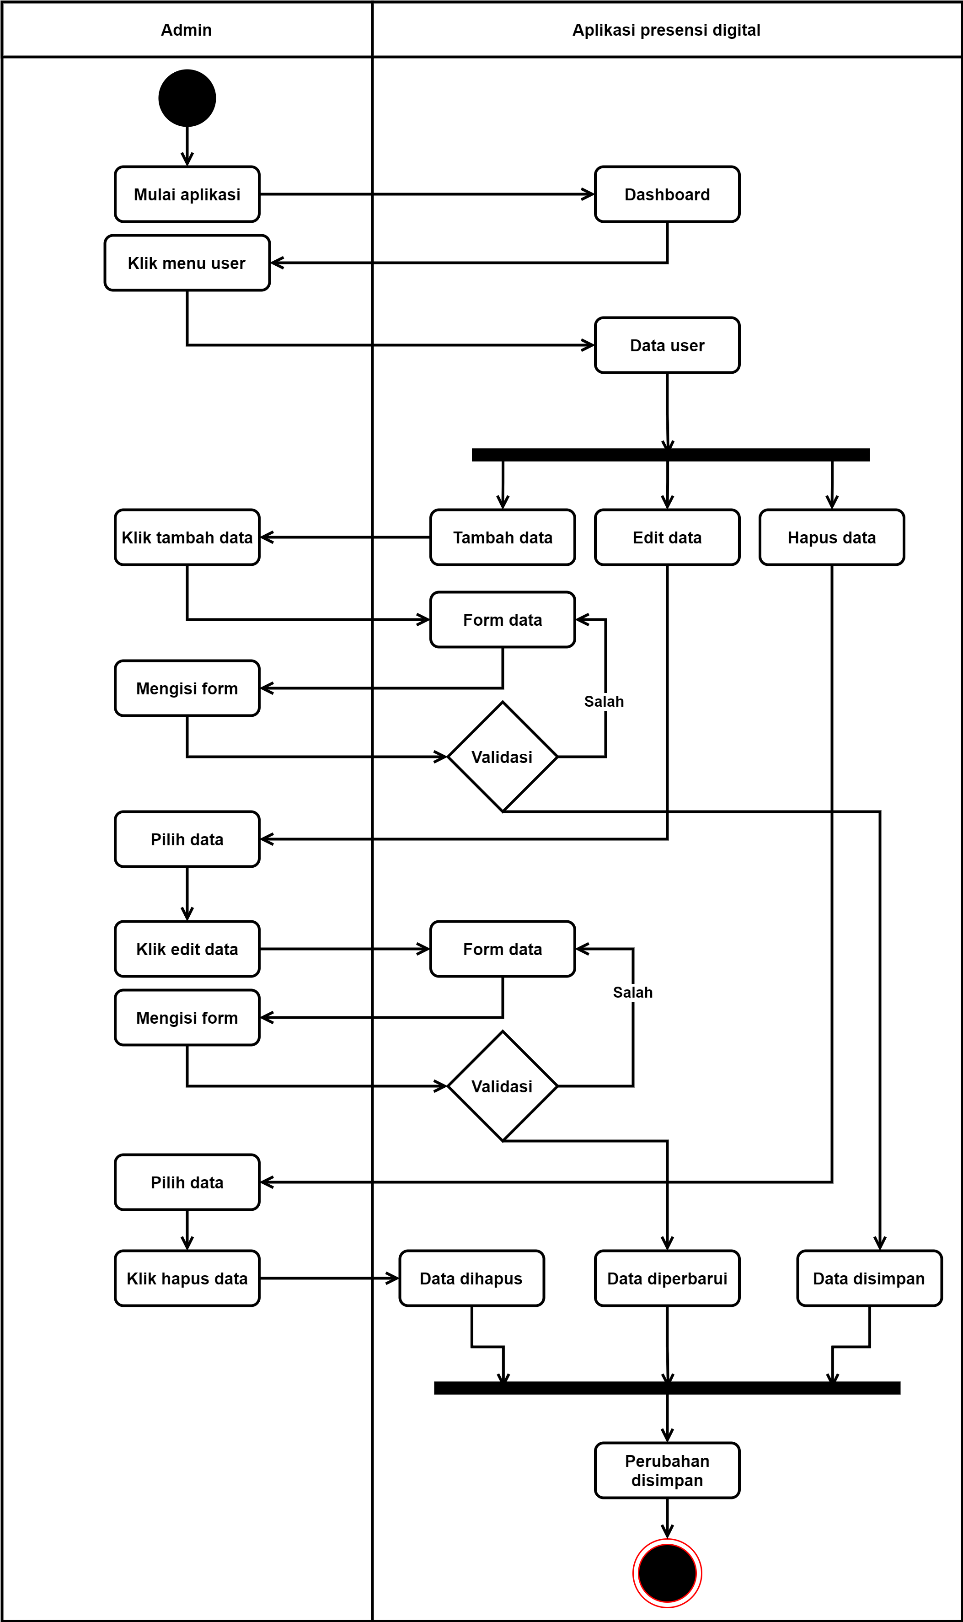 Admin
Aplikasi presensi digital
Mulai aplikasi
Dashboard
Klik menu user
Data user
Klik tambah data
Tambah data
Edit data
Hapus data
Form data
Mengisi form
Salah
Validasi
Pilih data
Klik edit data
Form data
Salah
Mengisi form
Validasi
Pilih data
Klik hapus data
Data dihapus
Data diperbarui
Data disimpan
Perubahan
disimpan